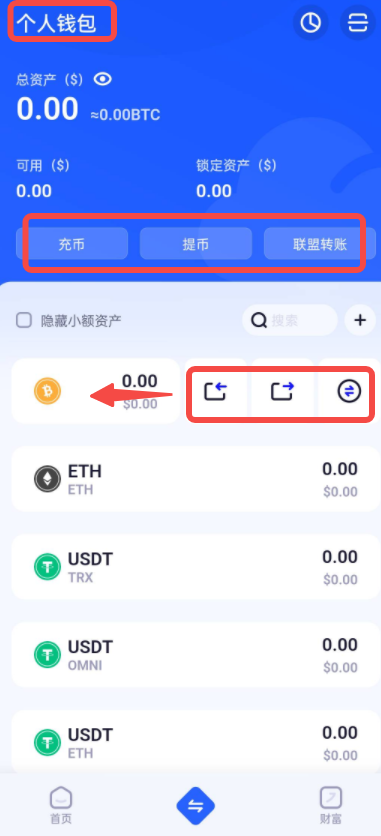 个人钱包
总资产（$）
0.00 ≈0.00BTC
可用（$） 锁定资产（$）
0.00 0.00
充币 提币 联盟转账
隐藏小额资产 搜索
0.00
$0.00
ETH 0.00
ETH $0.00
USDT 0.00
TRX $0.00
USDT 0.00
OMNI $0.00
USDT 0.00
ETH $0.00
首页 财富